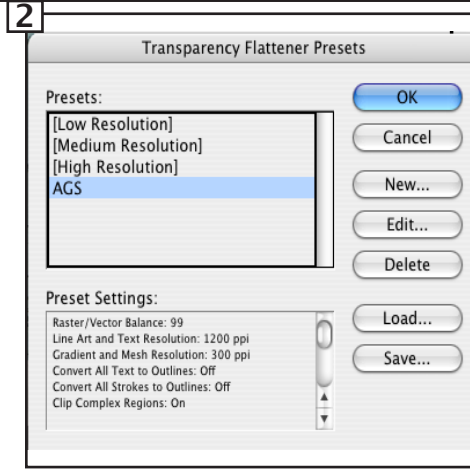 2
Transparency Flattener Presets
Presets:
[Low Resolution]
[Medium Resolution]
[High Resolution]
AGS
OK
Cancel
New...
Edit...
Delete
Preset Settings:
Raster/Vector Balance: 99
Line Art and Text Resolution: 1200 ppi
Gradient and Mesh Resolution: 300 ppi
Convert All Text to Outlines: Off
Convert All Strokes to Outlines: Off
Clip Complex Regions: On
Load...
Save...